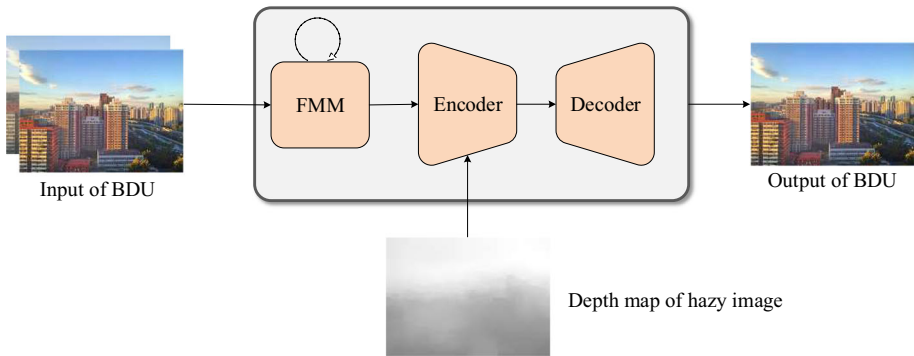 FMM
Encoder
Decoder
Input of BDU
Output of BDU
Depth map of hazy image